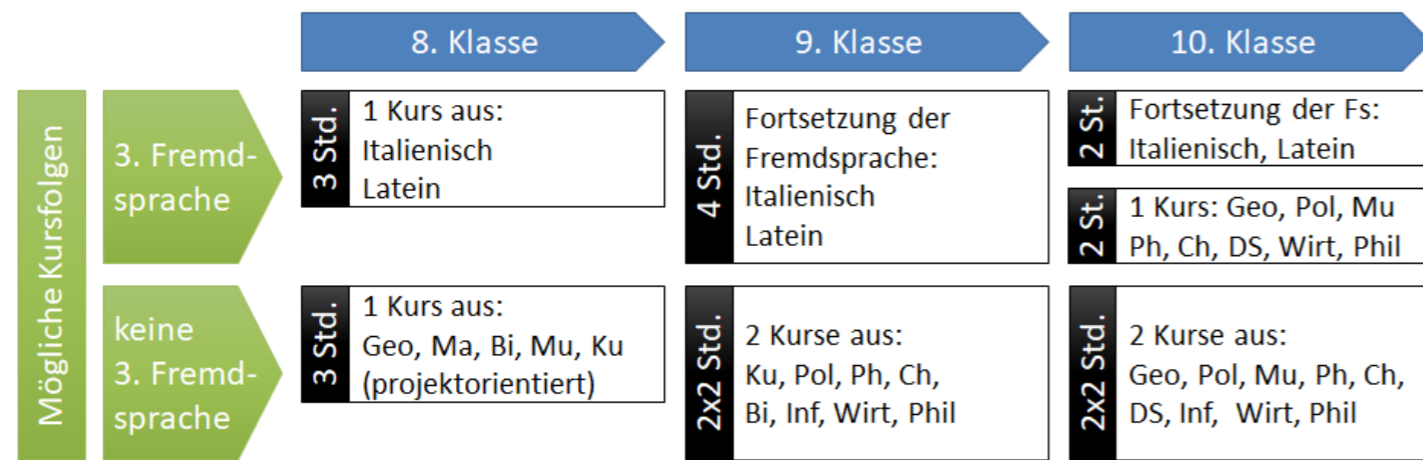 8. Klasse
9. Klasse
10. Klasse
Mögliche Kursfolgen
3. Fremd-
sprache
3 Std.
1 Kurs aus:
Italienisch
Latein
4 Std.
Fortsetzung der
Fremdsprache:
Italienisch
Latein
2 St.
Fortsetzung der Fs:
Italienisch, Latein
2 St.
1 Kurs: Geo, Pol, Mu
Ph, Ch, DS, Wirt, Phil
keine
3. Fremd-
sprache
3 Std.
1 Kurs aus:
Geo, Ma, Bi, Mu, Ku
(projektorientiert)
2x2 Std.
2 Kurse aus:
Ku, Pol, Ph, Ch,
Bi, Inf, Wirt, Phil
2x2 Std.
2 Kurse aus:
Geo, Pol, Mu, Ph, Ch,
DS, Inf, Wirt, Phil